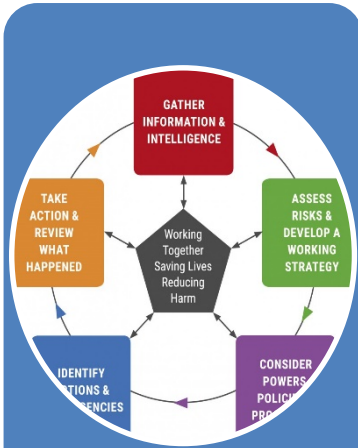 GATHER
INFORMATION &
INTELLIGENCE
ASSESS
RISKS &
DEVELOP A
WORKING
STRATEGY
CONSIDER
POWERS
IDENTIFY
TAKE
ACTION &
REVIEW
WHAT
HAPPENED
Working
Together
Saving Lives
Reducing
Harm